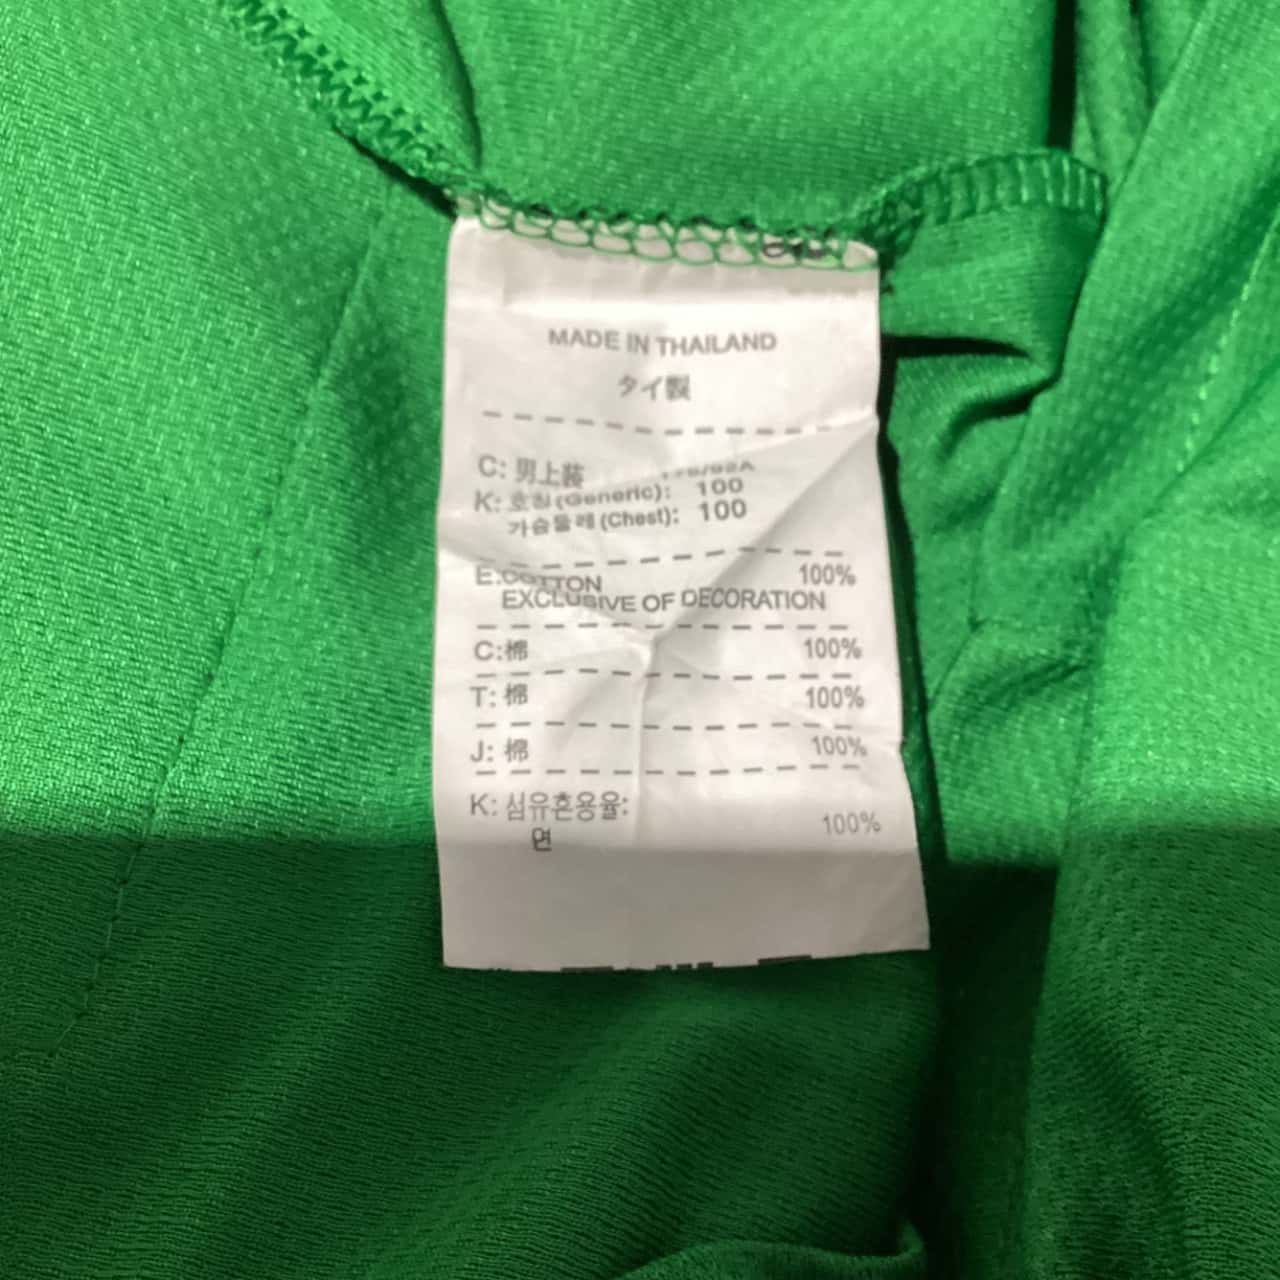 MADE IN THAILAND
タイ製
C: 男上装
K: 호칭 (Generic): 100
가슴둘레 (Chest): 100
E: COTTON 100%
EXCLUSIVE OF DECORATION
C:棉 100%
T: 棉 100%
J: 棉 100%
K: 섬유혼용율:
면 100%